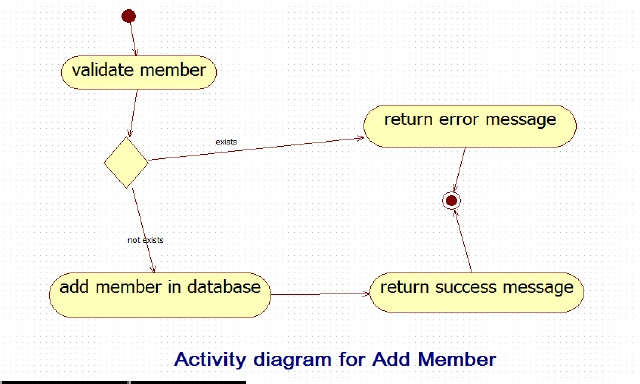 validate member
return error message
exists
not exists
add member in database
return success message
Activity diagram for Add Member